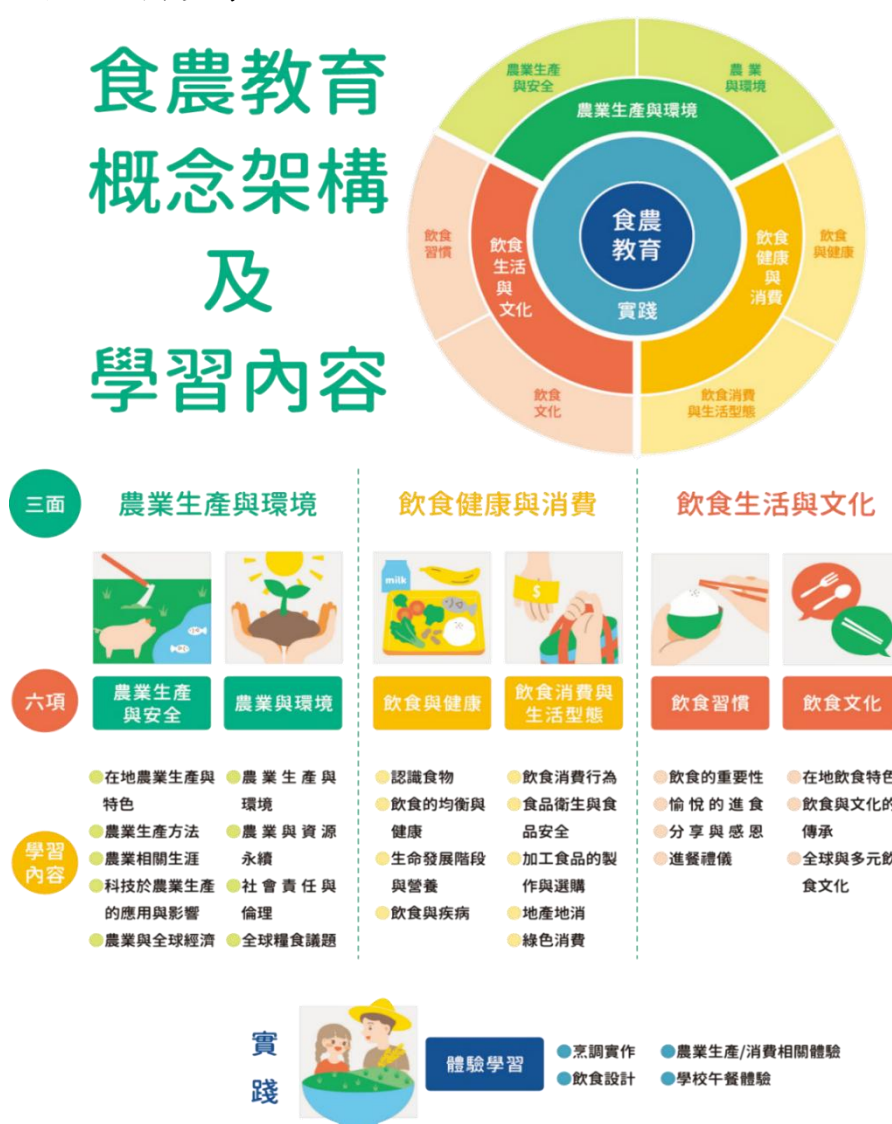 食農教育
概念架構
及
學習內容
農業生產
與安全
農業
與環境
農業生產與環境
飲食
習慣
飲食
生活
與
文化
食農
教育
實踐
飲食
健康
與
消費
飲食
與健康
飲食
文化
飲食消費
與生活型態
三面
農業生產與環境
飲食健康與消費
飲食生活與文化
milk
$
六項
農業生產
與安全
農業與環境
飲食與健康
飲食消費與
生活型態
飲食習慣
飲食文化
學習
內容
●在地農業生產與
特色
●農業生產方法
●農業相關生涯
●科技於農業生產
的應用與影響
●農業與全球經濟
●農業生產與
環境
●農業與資源
永續
●社會責任與
倫理
●全球糧食議題
●認識食物
●飲食的均衡與
健康
●生命發展階段
與營養
●飲食與疾病
●飲食消費行為
●食品衛生與食
品安全
●加工食品的製
作與選購
●地產地消
●綠色消費
●飲食的重要性
●愉悅的進食
●分享與感恩
●進餐禮儀
●在地飲食特色
●飲食與文化的
傳承
●全球與多元飲
食文化
實
踐
體驗學習
●烹調實作
●飲食設計
●農業生產/消費相關體驗
●學校午餐體驗